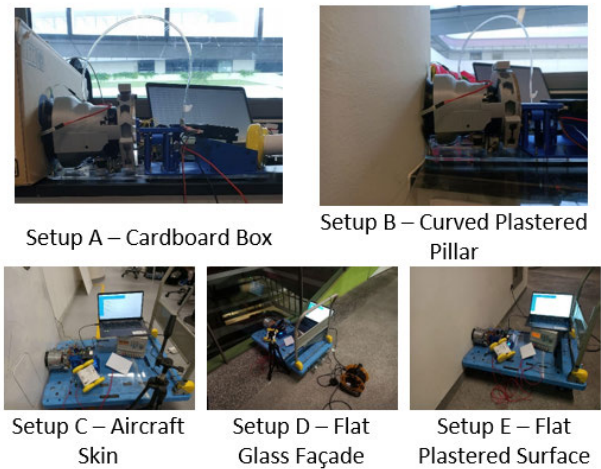 Setup A – Cardboard Box
Setup B – Curved Plastered
Pillar
Setup C – Aircraft
Skin
Setup D – Flat
Glass Façade
Setup E – Flat
Plastered Surface